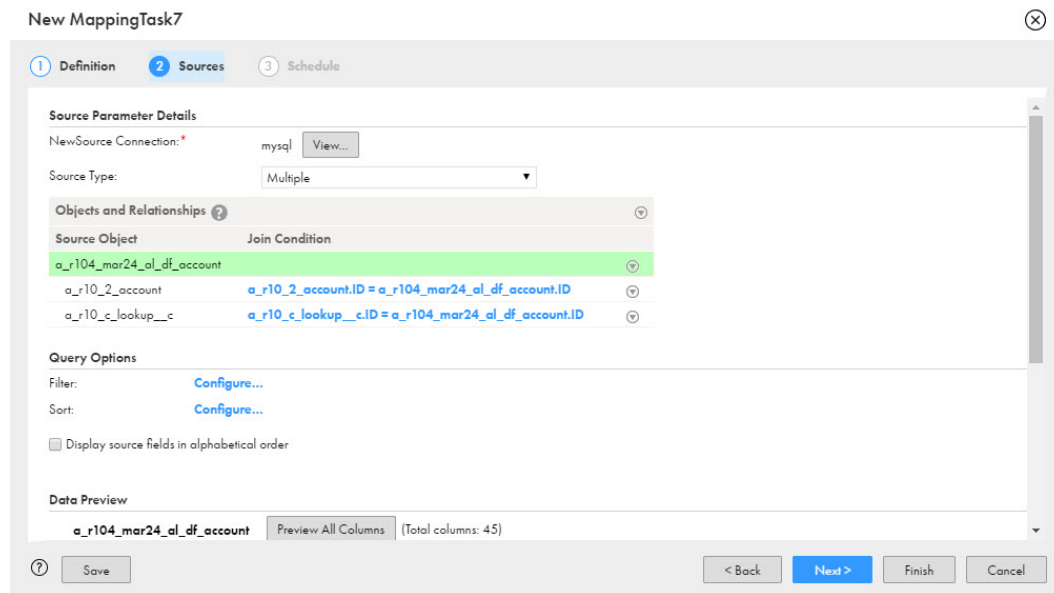 New MappingTask7
1 Definition 2 Sources 3 Schedule
Source Parameter Details
NewSource Connection:* mysql View...
Source Type: Multiple
Objects and Relationships ?
Source Object Join Condition
a_r104_mar24_al_df_account
a_r10_2_account a_r10_2_account.ID = a_r104_mar24_al_df_account.ID
a_r10_c_lookup__c a_r10_c_lookup__c.ID = a_r104_mar24_al_df_account.ID
Query Options
Filter: Configure...
Sort: Configure...
Display source fields in alphabetical order
Data Preview
a_r104_mar24_al_df_account Preview All Columns (Total columns: 45)
? Save < Back Next > Finish Cancel